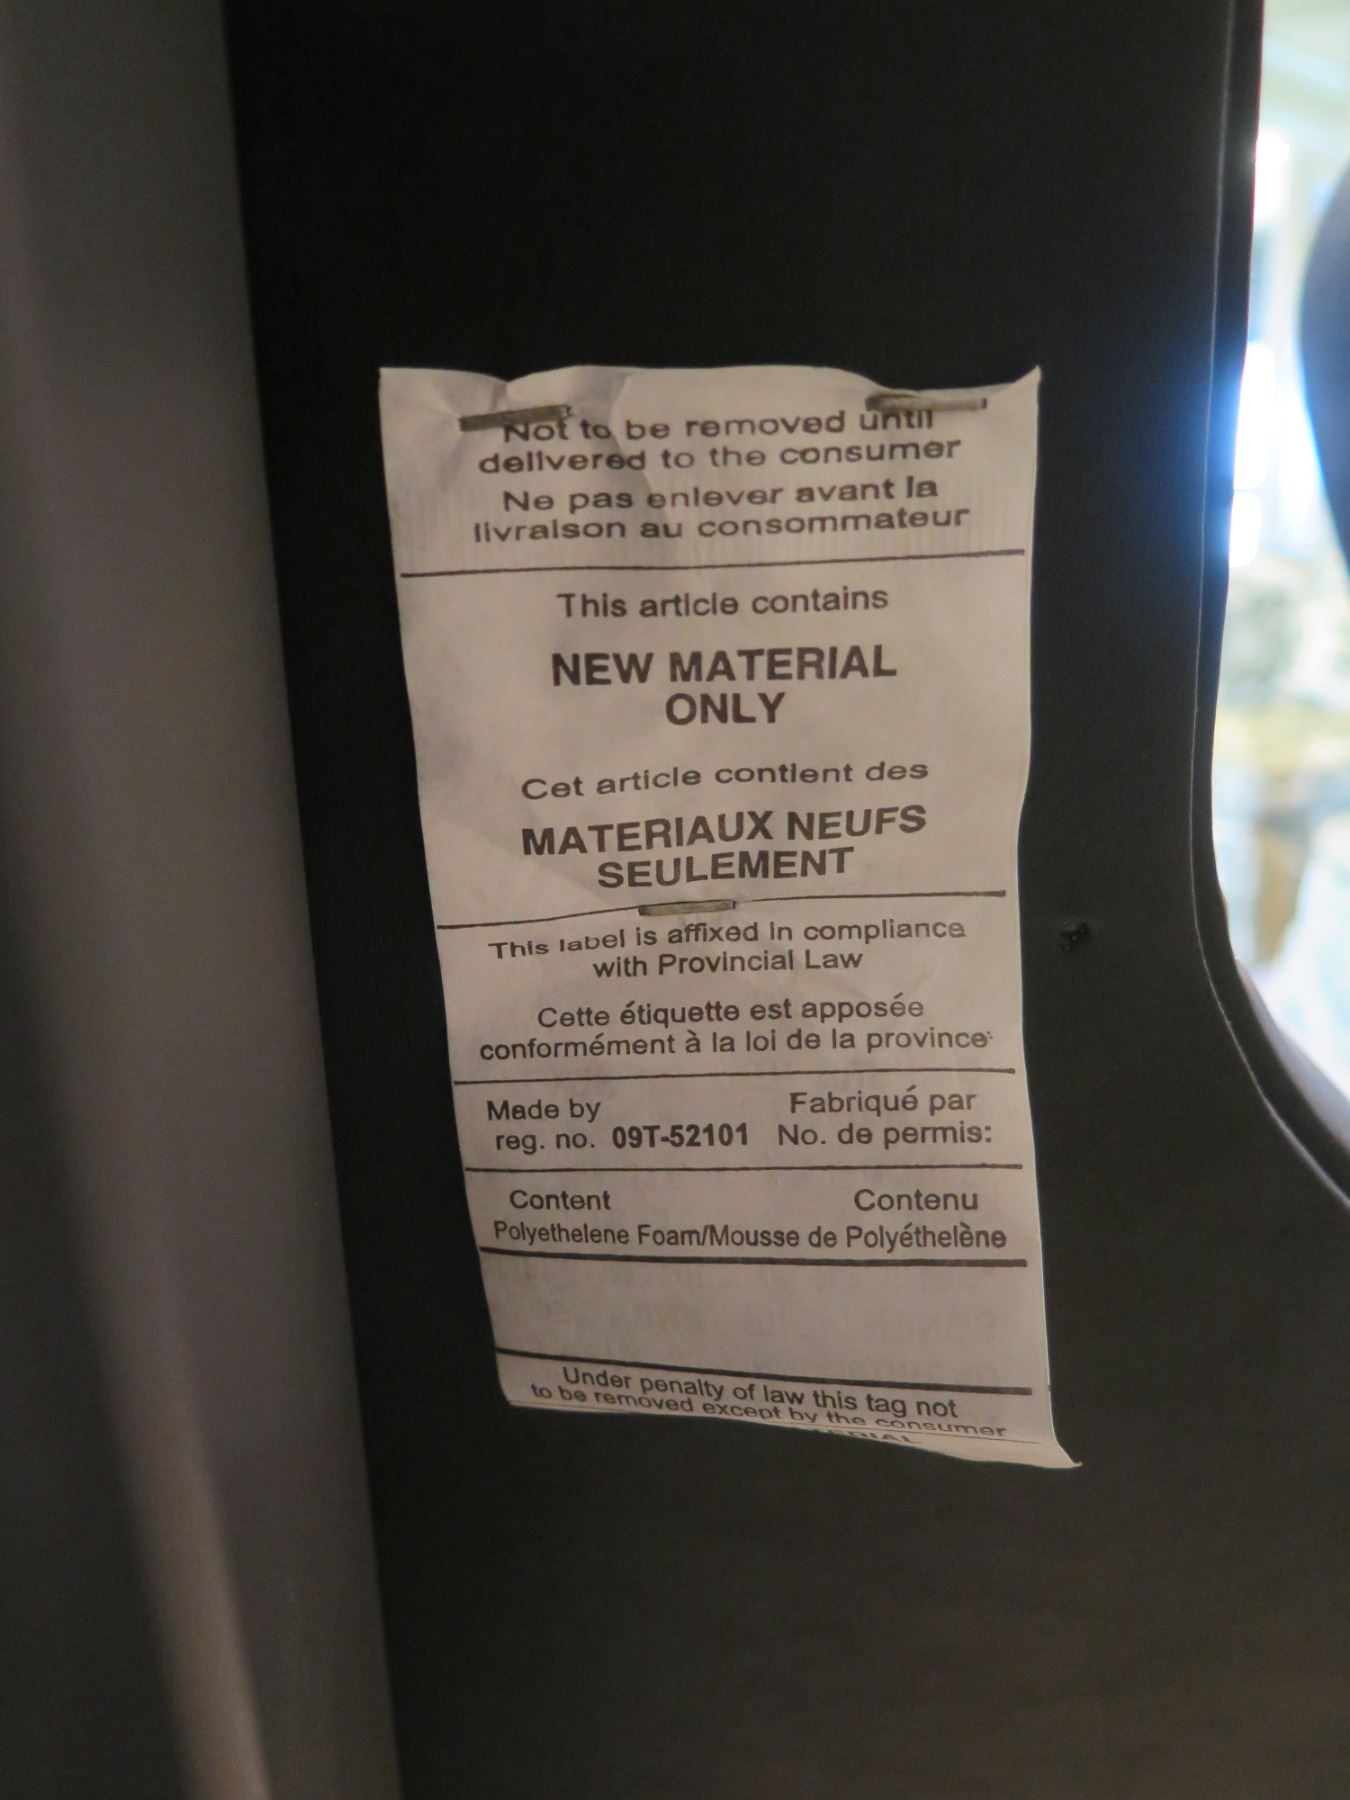 Not to be removed until
delivered to the consumer
Ne pas enlever avant la
livraison au consommateur
This article contains
NEW MATERIAL
ONLY
Cet article contient des
MATERIAUX NEUFS
SEULEMENT
This label is affixed in compliance
with Provincial Law
Cette étiquette est apposée
conformément à la loi de la province
Made by Fabriqué par
reg. no. 09T-52101 No. de permis:
Content Contenu
Polyethelene Foam/Mousse de Polyéthelène
Under penalty of law this tag not
to be removed except by the consumer